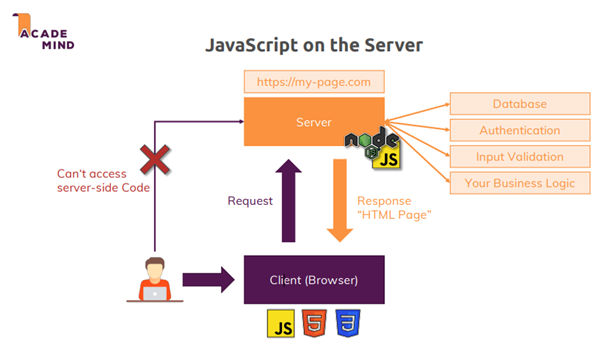 ACADE
MIND
JavaScript on the Server
https://my-page.com
Server
node
JS
JS
Database
Authentication
Input Validation
Your Business Logic
Can't access
server-side Code
Request
Response
“HTML Page”
Client (Browser)
JS
5
3